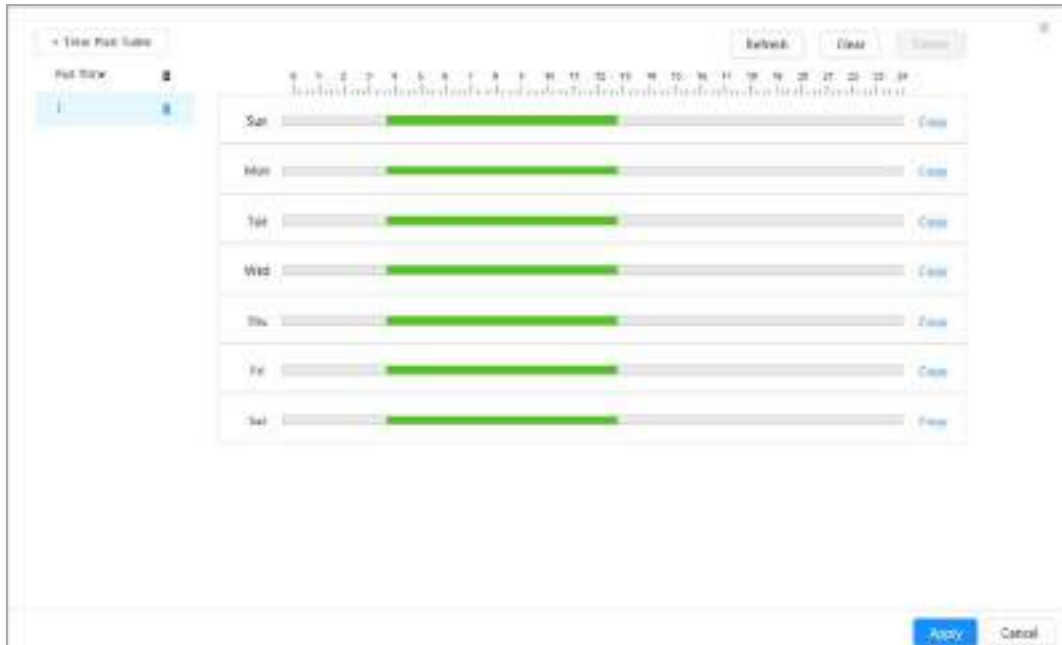 + Time Plan Table
Refresh
Clear
Delete
Full Time
0 1 2 3 4 5 6 7 8 9 10 11 12 13 14 15 16 17 18 19 20 21 22 23 24
1
Sun Copy
Mon Copy
Tue Copy
Wed Copy
Thu Copy
Fri Copy
Sat Copy
Apply
Cancel